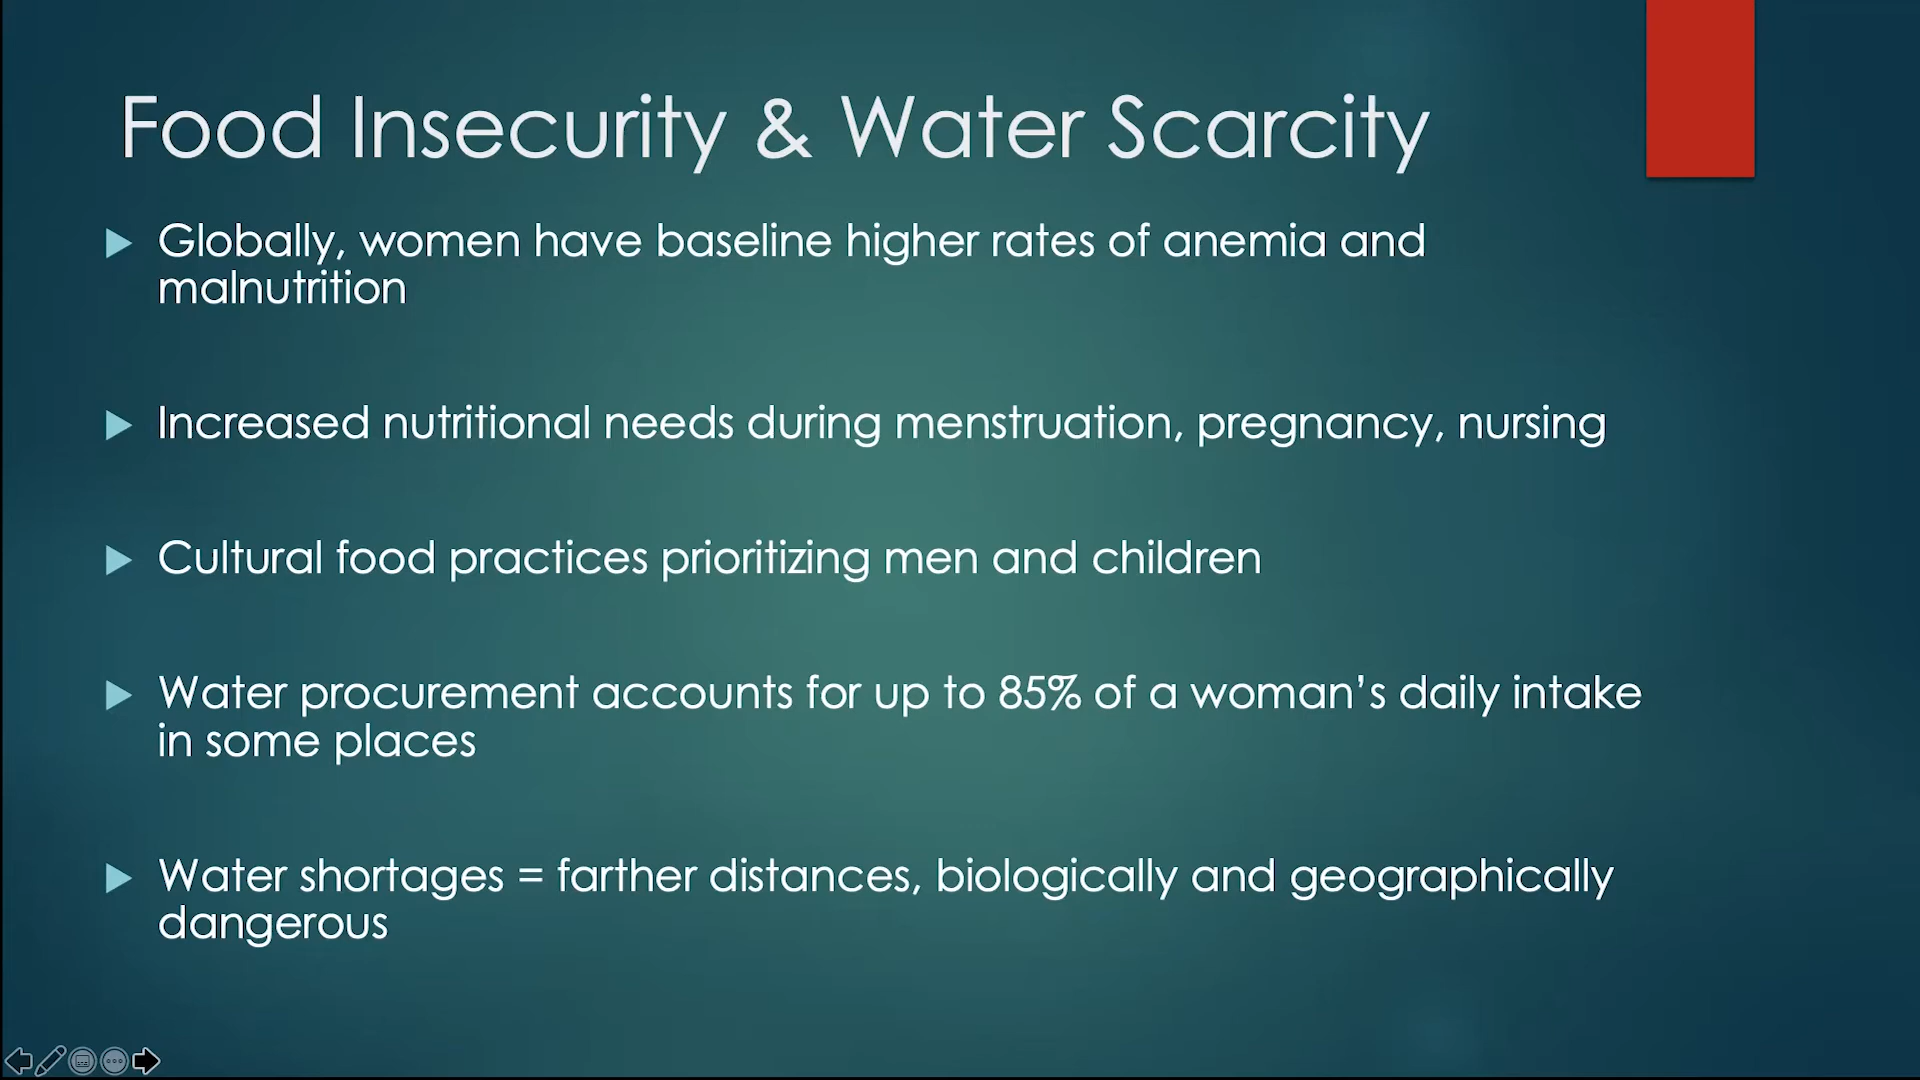 Food Insecurity & Water Scarcity
Globally, women have baseline higher rates of anemia and
malnutrition
Increased nutritional needs during menstruation, pregnancy, nursing
Cultural food practices prioritizing men and children
Water procurement accounts for up to 85% of a woman’s daily intake
in some places
Water shortages = farther distances, biologically and geographically
dangerous